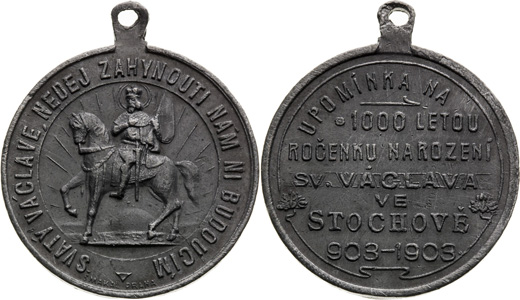 SVATÝ VÁCLAVE, NEDEJ ZAHYNOUTI NÁM NI BUDOUCÍM
UPOMÍNKA NA
1000 LETOU
ROČENKU NAROZENÍ
SV. VÁCLAVA
VE
STOCHOVĚ
903-1903